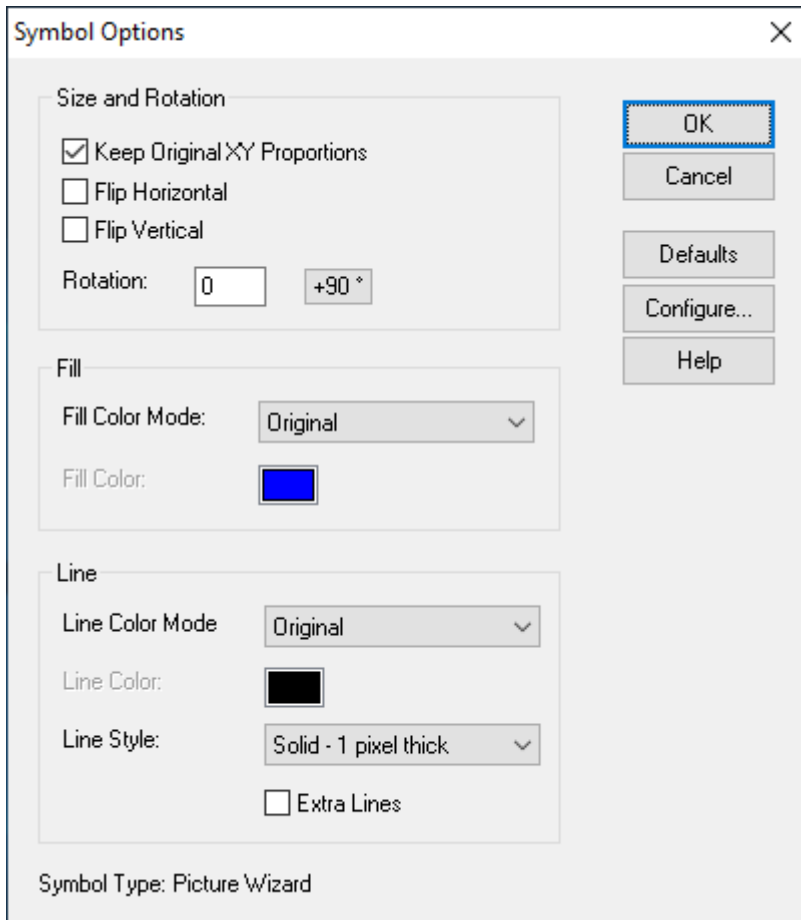 Symbol Options
Size and Rotation
Keep Original XY Proportions
Flip Horizontal
Flip Vertical
Rotation: 0 +90 °
OK
Cancel
Defaults
Configure...
Help
Fill
Fill Color Mode: Original
Fill Color:
Line
Line Color Mode Original
Line Color:
Line Style: Solid - 1 pixel thick
Extra Lines
Symbol Type: Picture Wizard